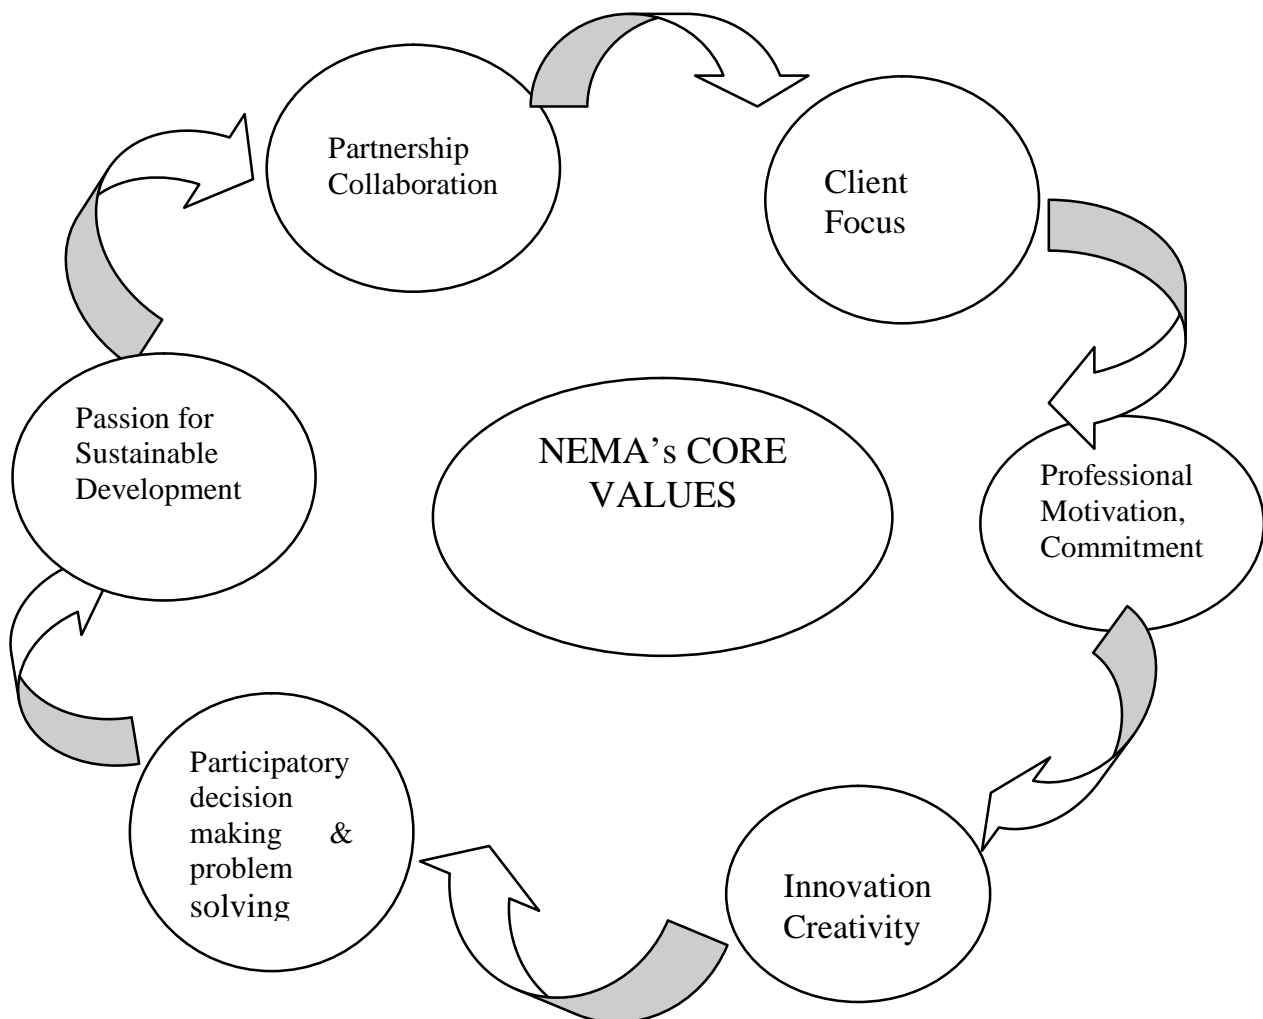 Partnership
Collaboration
Client
Focus
Passion for
Sustainable
Development
NEMA’s CORE
VALUES
Professional
Motivation,
Commitment
Participatory
decision
making &
problem
solving
Innovation
Creativity